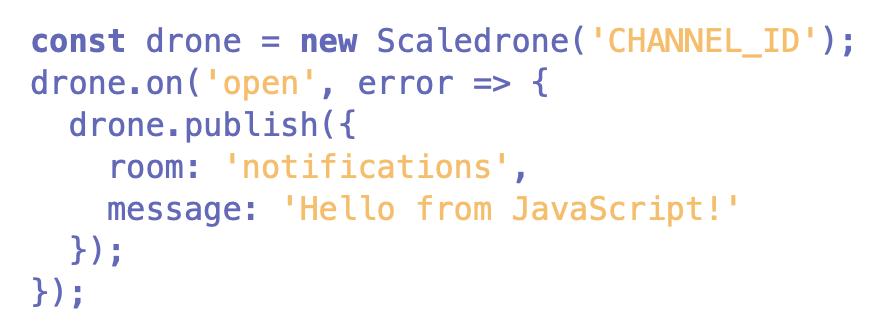 const drone = new Scaledrone('CHANNEL_ID');
drone.on('open', error => {
  drone.publish({
    room: 'notifications',
    message: 'Hello from JavaScript!'
  });
});